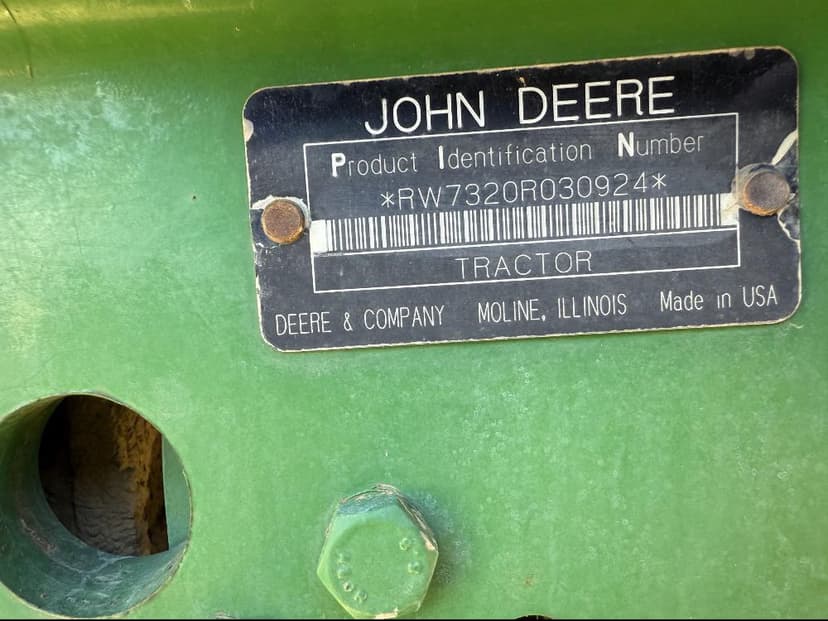 JOHN DEERE
Product Identification Number
*RW7320R030924*
TRACTOR
DEERE & COMPANY MOLINE, ILLINOIS Made in USA